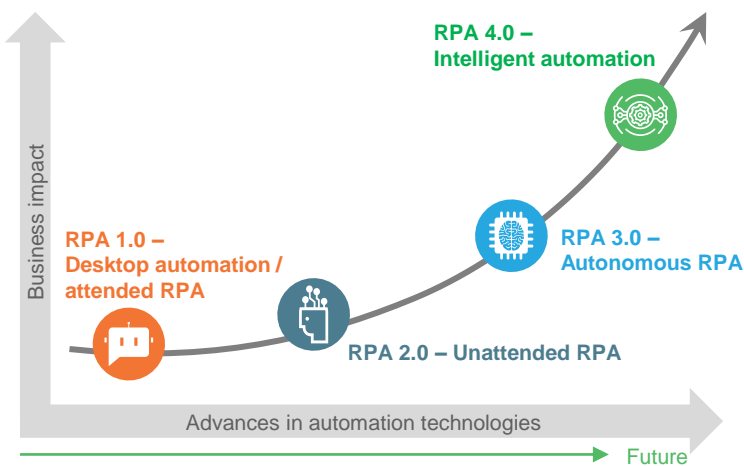 RPA 4.0 –
Intelligent automation
Business impact
RPA 1.0 –
Desktop automation /
attended RPA
RPA 3.0 –
Autonomous RPA
RPA 2.0 – Unattended RPA
Advances in automation technologies
Future